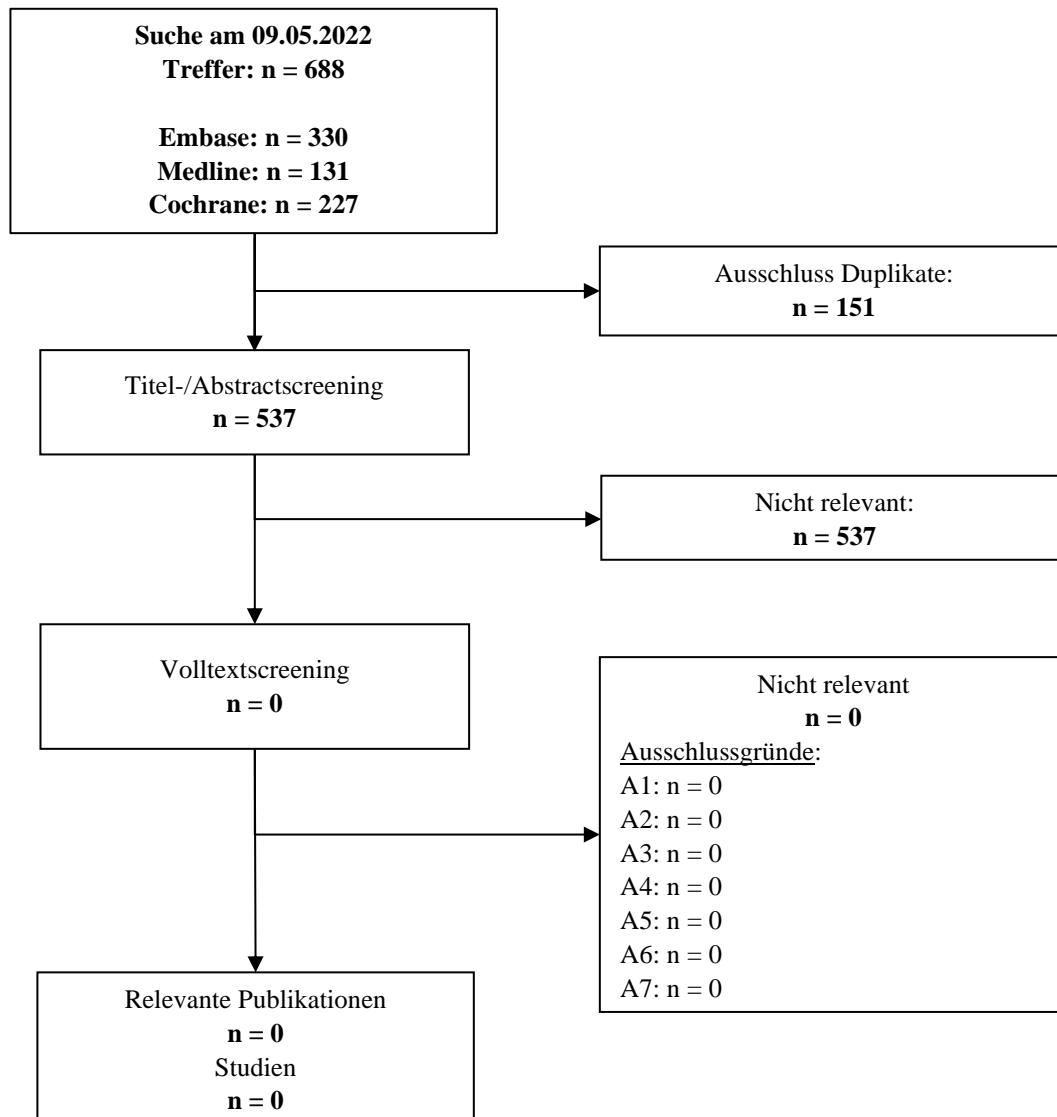 Suche am 09.05.2022
Treffer: n = 688
Embase: n = 330
Medline: n = 131
Cochrane: n = 227
Ausschluss Duplikate:
n = 151
Titel-/Abstractscreening
n = 537
Nicht relevant:
n = 537
Volltextscreening
n = 0
Nicht relevant
n = 0
Ausschlussgründe:
A1: n = 0
A2: n = 0
A3: n = 0
A4: n = 0
A5: n = 0
A6: n = 0
A7: n = 0
Relevante Publikationen
n = 0
Studien
n = 0